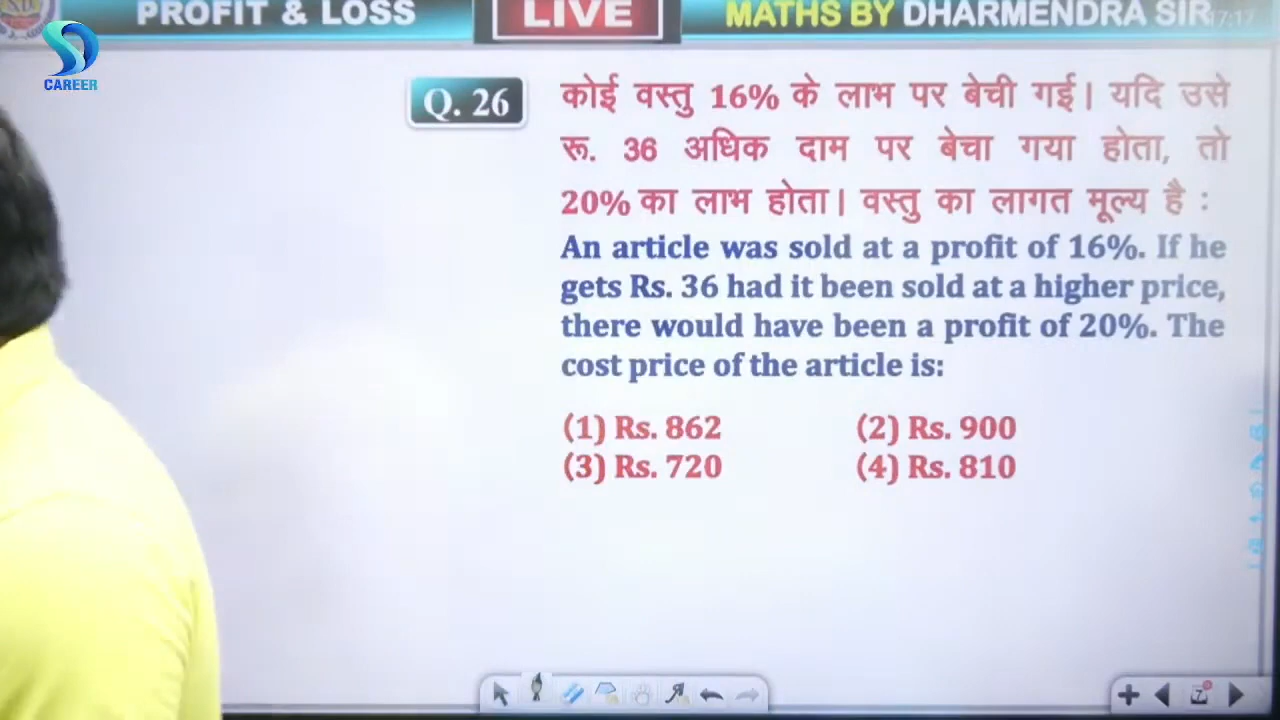 PROFIT & LOSS
LIVE
MATHS BY DHARMENDRA SIR
17:17
CAREER
Q. 26
कोई वस्तु 16% के लाभ पर बेची गई। यदि उसे
रू. 36 अधिक दाम पर बेचा गया होता, तो
20% का लाभ होता। वस्तु का लागत मूल्य है :
An article was sold at a profit of 16%. If he
gets Rs. 36 had it been sold at a higher price,
there would have been a profit of 20%. The
cost price of the article is:
(1) Rs. 862 (2) Rs. 900
(3) Rs. 720 (4) Rs. 810
7